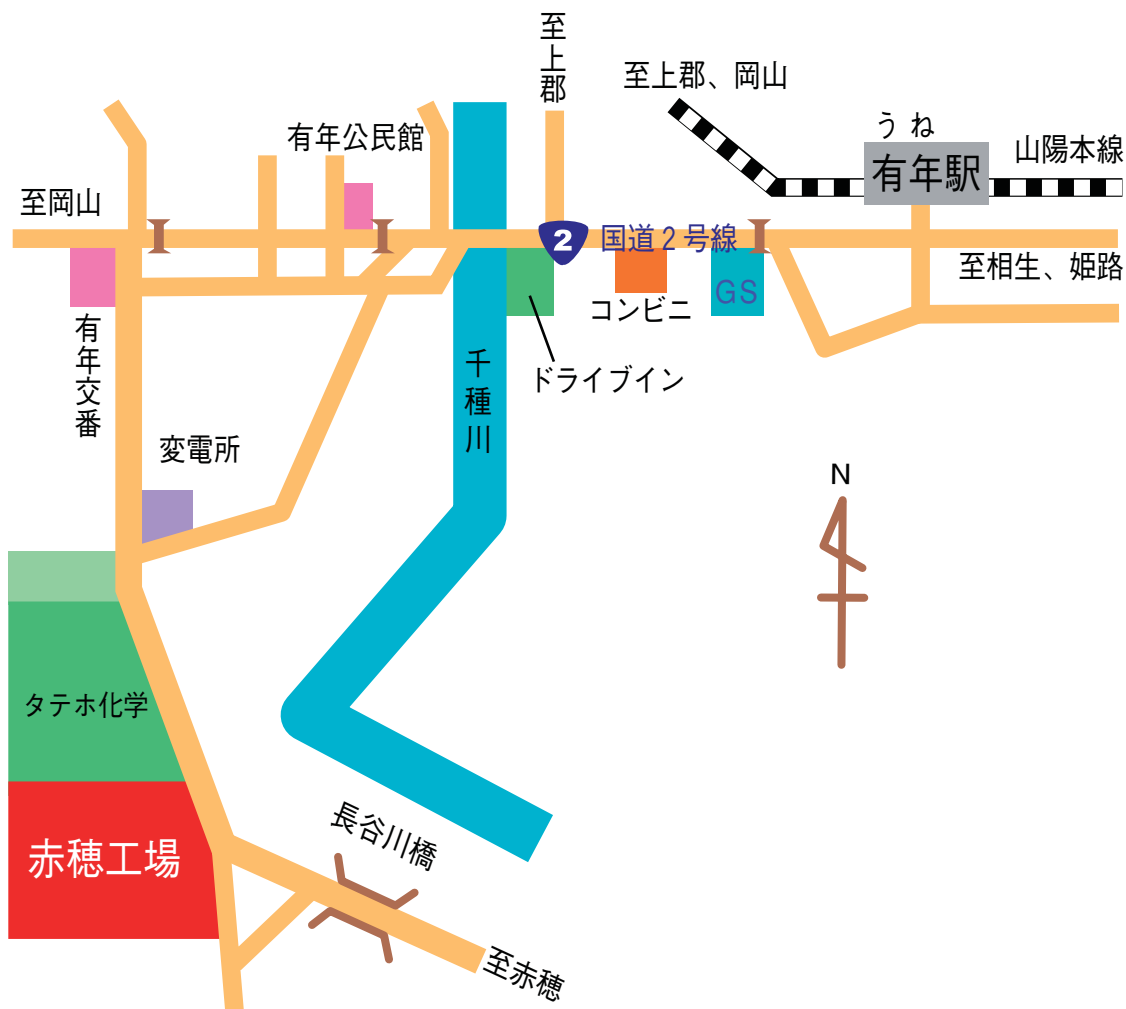 至上郡
至上郡、岡山
うね
有年駅
山陽本線
有年公民館
至岡山
2
国道2号線
至相生、姫路
GS
コンビニ
有年交番
千種川
ドライブイン
変電所
N
タテホ化学
長谷川橋
赤穂工場
至赤穂